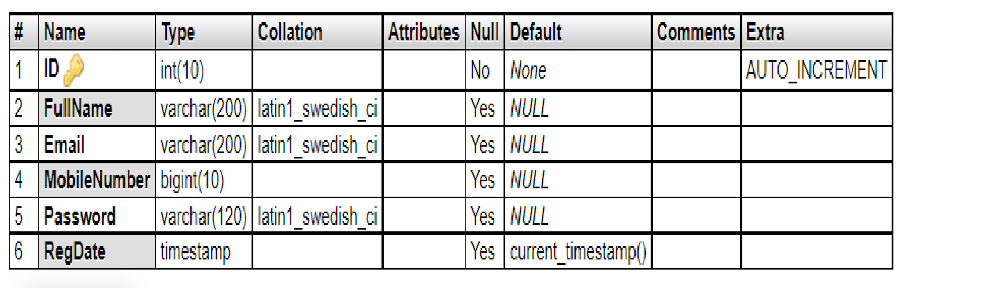 # Name Type Collation Attributes Null Default Comments Extra
1 ID int(10) No None AUTO_INCREMENT
2 FullName varchar(200) latin1_swedish_ci Yes NULL
3 Email varchar(200) latin1_swedish_ci Yes NULL
4 MobileNumber bigint(10) Yes NULL
5 Password varchar(120) latin1_swedish_ci Yes NULL
6 RegDate timestamp Yes current_timestamp()